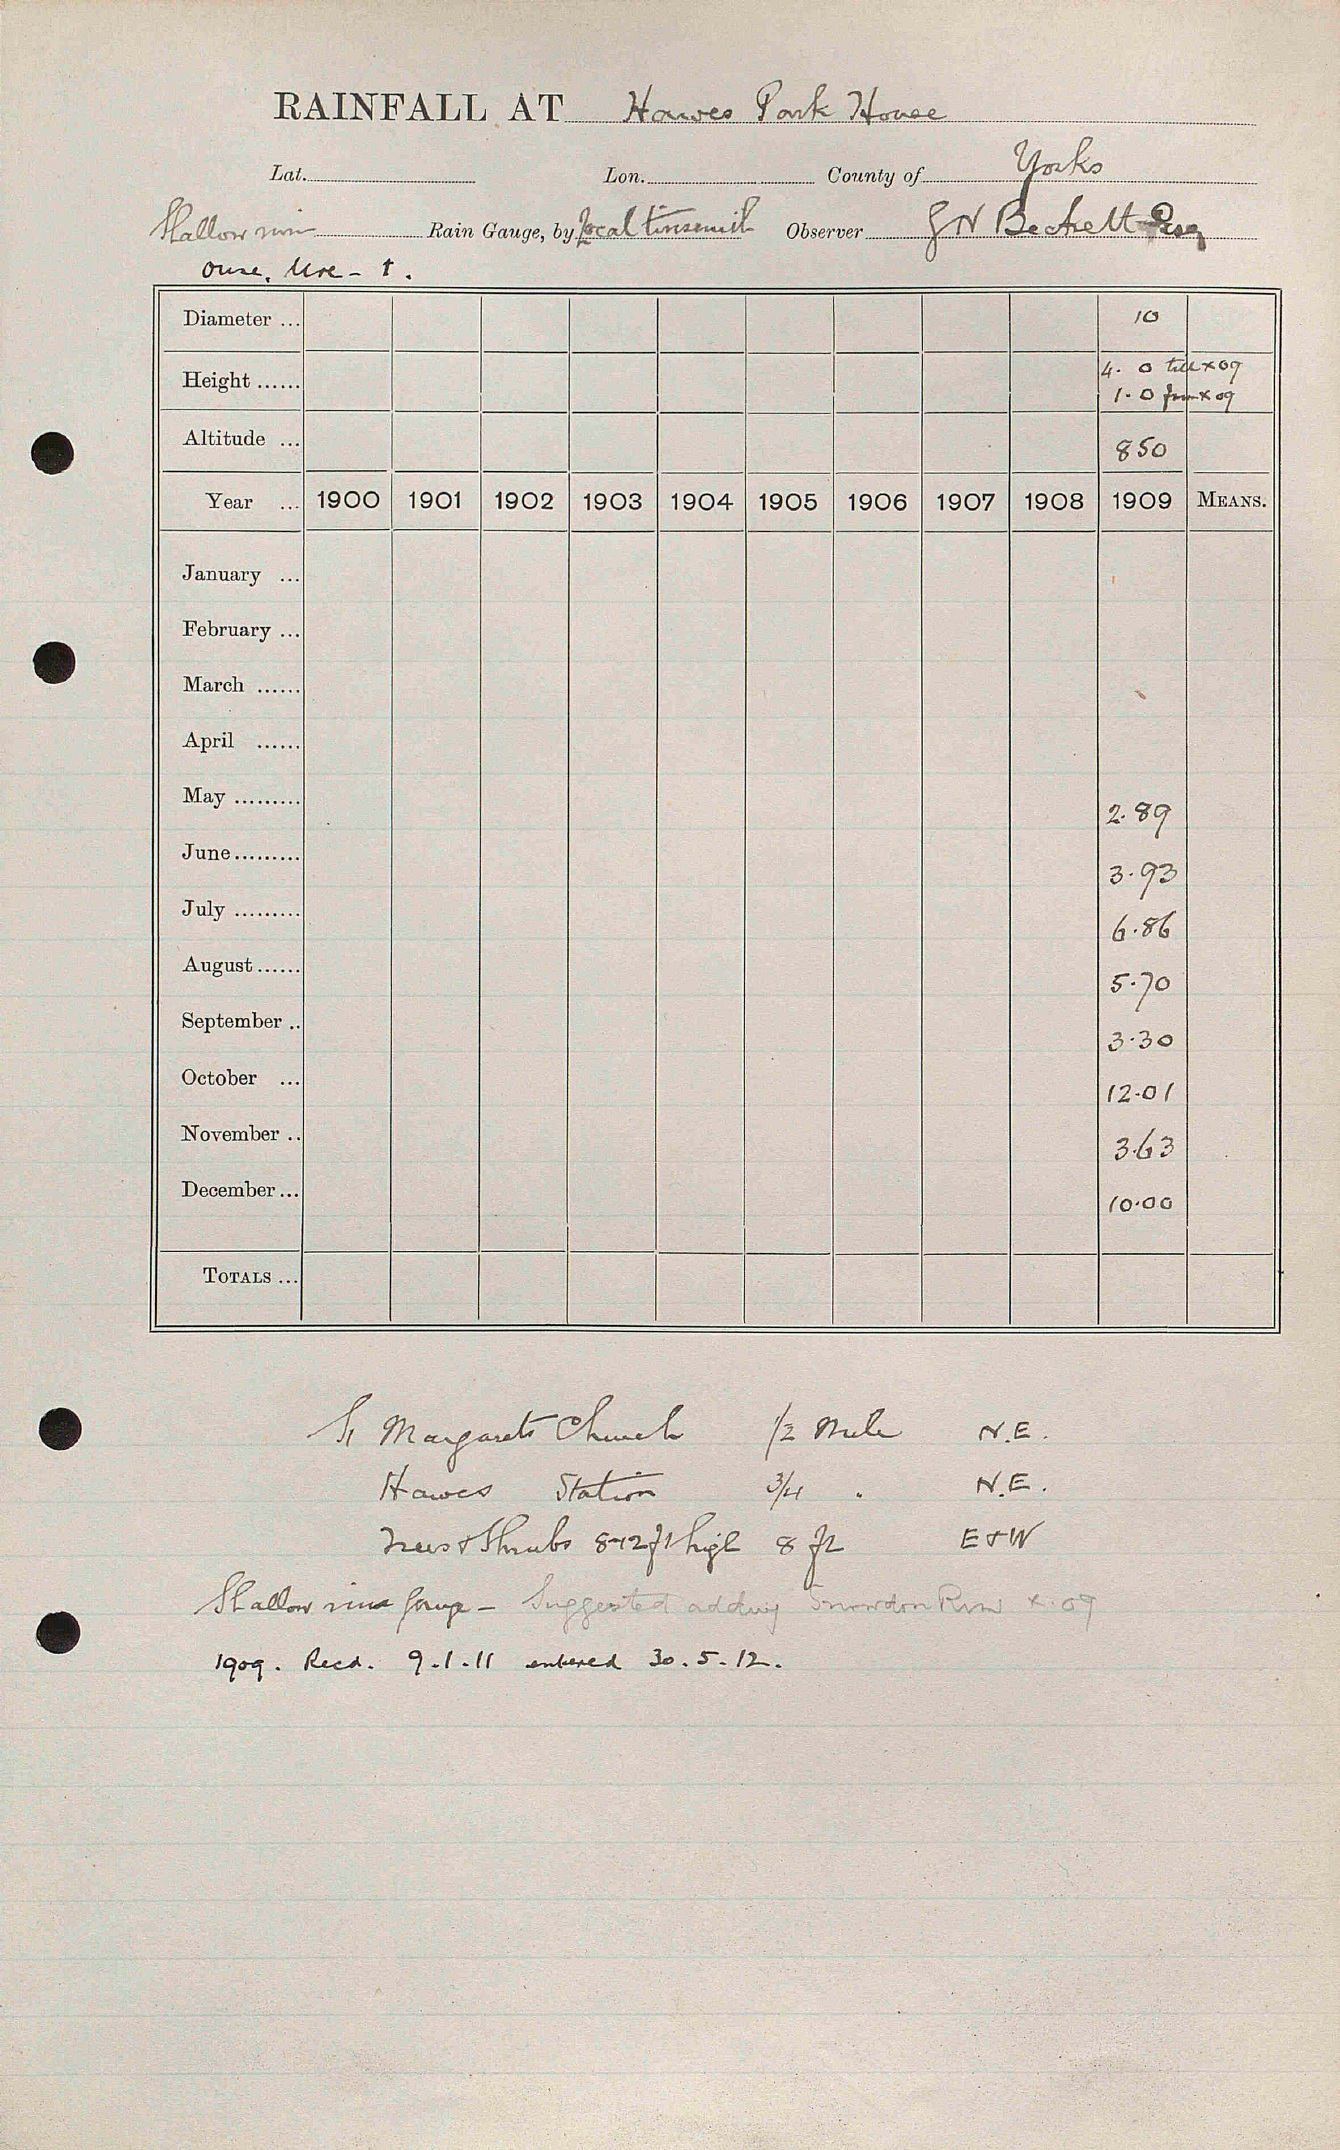 RAINFALL AT Hawes Park House
Lat. Lon. County of Yorks
Shallow rim Rain Gauge, by Local tinsmith Observer G N Beckett Esq
Ouse. Ure - t.
Diameter ... 10
Height ...... 4. 0 till x 09
1. 0 from x 09
Altitude ... 850
Year ... 1900 1901 1902 1903 1904 1905 1906 1907 1908 1909 MEANS.
January ...
February ...
March ......
April ......
May ......... 2.89
June......... 3.93
July ......... 6.86
August...... 5.70
September .. 3.30
October ... 12.01
November .. 3.63
December... 10.00
TOTALS ...
St Margarets Church 1/2 Mile N.E.
Hawes Station 3/4 " N.E.
Trees & Shrubs 8-12 ft high 8 ft E & W
Shallow rim gauge - Suggested adding Snowdon Rim x.09
1909. Recd. 9.1.11 entered 30.5.12.